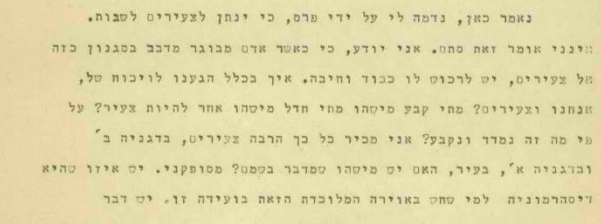 נאמר כאן, נדמה לי על ידי פרס, כי ינתן לצעירים לשבות.
אינני אומר זאת סתם. אני יודע, כי כאשר אדם מבוגר מדבר בסגנון כזה
אל צעירים, יש לרכוש לו כבוד וחיבה. איך בכלל הגענו לויכוח של,
אנחנו וצעירים? מתי קבע מישהו מתי חדל מישהו אחר להיות צעיר? על
פי מה זה נמדד ונקבע? אני מכיר כל כך הרבה צעירים, בדגניה ב'
ובדגניה א', בעיר, האם יש מישהו שמדבר בשמם? מסופקני. יש איזו שהיא
דיסהרמוניה למי שחש באוירה המלוכדת הזאת בועידה זו. יש דבר